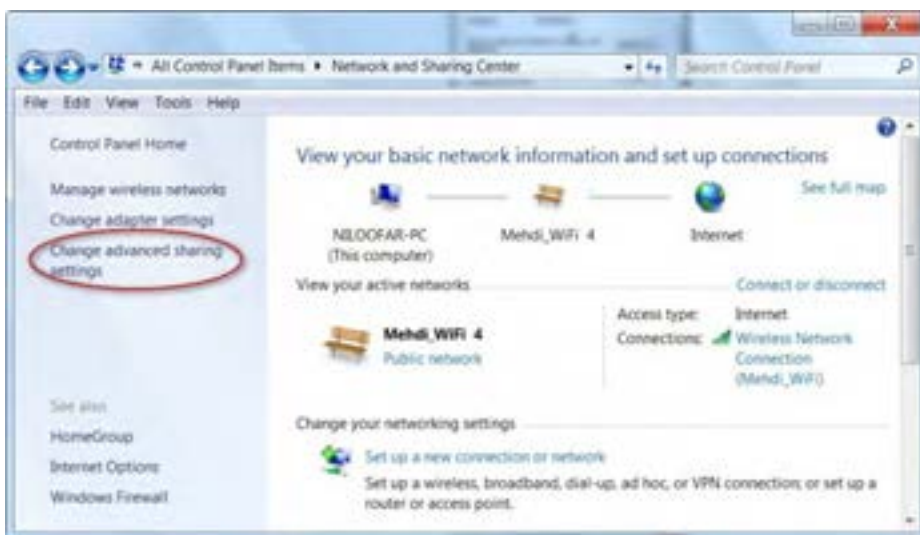 All Control Panel Items ▸ Network and Sharing Center
Search Control Panel
File Edit View Tools Help
Control Panel Home
Manage wireless networks
Change adapter settings
Change advanced sharing
settings
See also
HomeGroup
Internet Options
Windows Firewall
View your basic network information and set up connections
See full map
NILOOFAR-PC
(This computer)
Mehdi_WiFi 4
Internet
View your active networks
Connect or disconnect
Mehdi_WiFi 4
Public network
Access type: Internet
Connections: Wireless Network
Connection
(Mehdi_WiFi)
Change your networking settings
Set up a new connection or network
Set up a wireless, broadband, dial-up, ad hoc, or VPN connection; or set up a
router or access point.